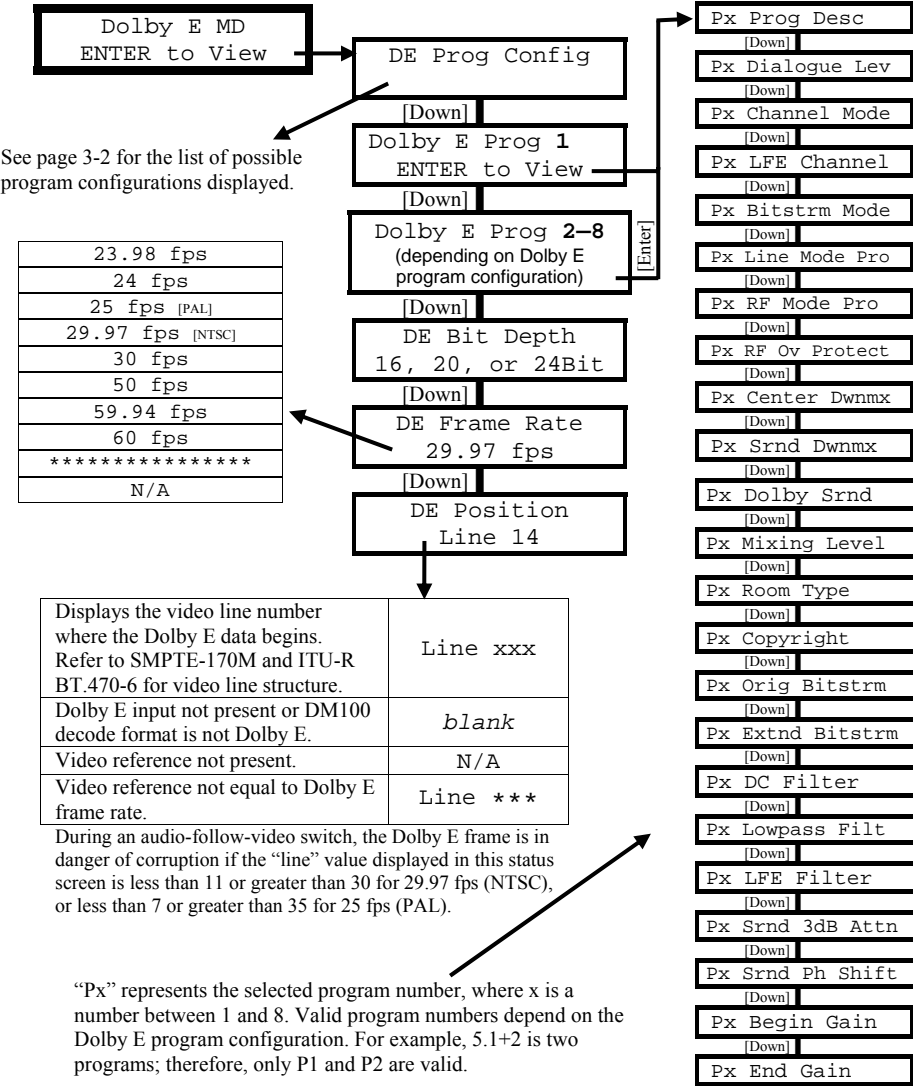 Dolby E MD
ENTER to View
DE Prog Config
[Down]
See page 3-2 for the list of possible
program configurations displayed.
Dolby E Prog 1
ENTER to View
[Down]
Dolby E Prog 2–8
(depending on Dolby E
program configuration)
[Enter]
[Down]
DE Bit Depth
16, 20, or 24Bit
[Down]
DE Frame Rate
29.97 fps
[Down]
DE Position
Line 14
23.98 fps
24 fps
25 fps [PAL]
29.97 fps [NTSC]
30 fps
50 fps
59.94 fps
60 fps
****************
N/A
Displays the video line number
where the Dolby E data begins.
Refer to SMPTE-170M and ITU-R
BT.470-6 for video line structure.
Line xxx
Dolby E input not present or DM100
decode format is not Dolby E.
blank
Video reference not present.
N/A
Video reference not equal to Dolby E
frame rate.
Line ***
During an audio-follow-video switch, the Dolby E frame is in
danger of corruption if the “line” value displayed in this status
screen is less than 11 or greater than 30 for 29.97 fps (NTSC),
or less than 7 or greater than 35 for 25 fps (PAL).
“Px” represents the selected program number, where x is a
number between 1 and 8. Valid program numbers depend on the
Dolby E program configuration. For example, 5.1+2 is two
programs; therefore, only P1 and P2 are valid.
Px Prog Desc
[Down]
Px Dialogue Lev
[Down]
Px Channel Mode
[Down]
Px LFE Channel
[Down]
Px Bitstrm Mode
[Down]
Px Line Mode Pro
[Down]
Px RF Mode Pro
[Down]
Px RF Ov Protect
[Down]
Px Center Dwnmx
[Down]
Px Srnd Dwnmx
[Down]
Px Dolby Srnd
[Down]
Px Mixing Level
[Down]
Px Room Type
[Down]
Px Copyright
[Down]
Px Orig Bitstrm
[Down]
Px Extnd Bitstrm
[Down]
Px DC Filter
[Down]
Px Lowpass Filt
[Down]
Px LFE Filter
[Down]
Px Srnd 3dB Attn
[Down]
Px Srnd Ph Shift
[Down]
Px Begin Gain
[Down]
Px End Gain